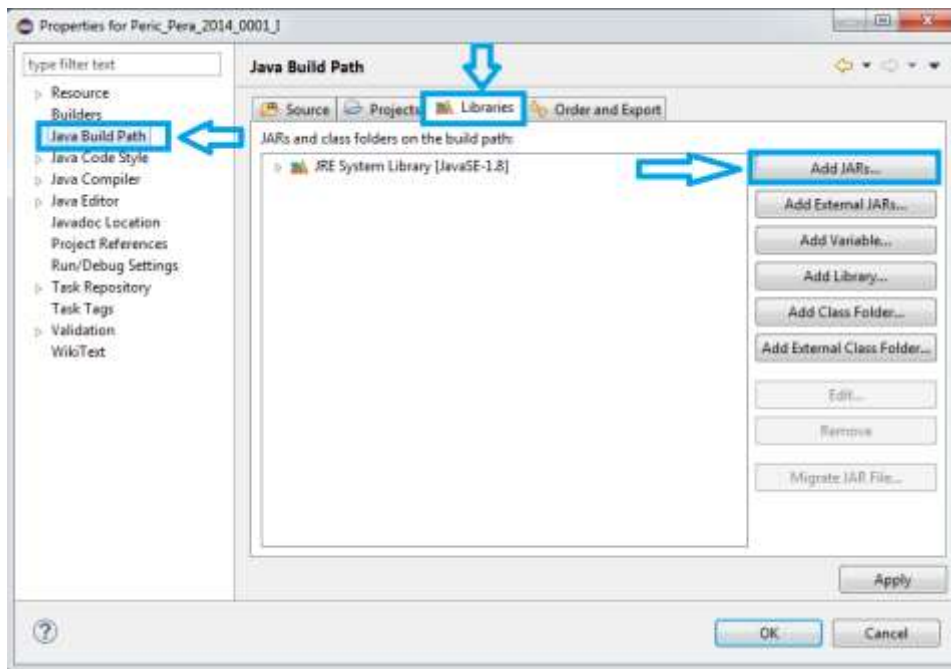 Properties for Peric_Pera_2014_0001_I
type filter text
Resource
Builders
Java Build Path
Java Code Style
Java Compiler
Java Editor
Javadoc Location
Project References
Run/Debug Settings
Task Repository
Task Tags
Validation
WikiText
Java Build Path
Source Projects Libraries Order and Export
JARs and class folders on the build path:
JRE System Library [JavaSE-1.8]
Add JARs...
Add External JARs...
Add Variable...
Add Library...
Add Class Folder...
Add External Class Folder...
Edit...
Remove
Migrate JAR File...
Apply
OK Cancel